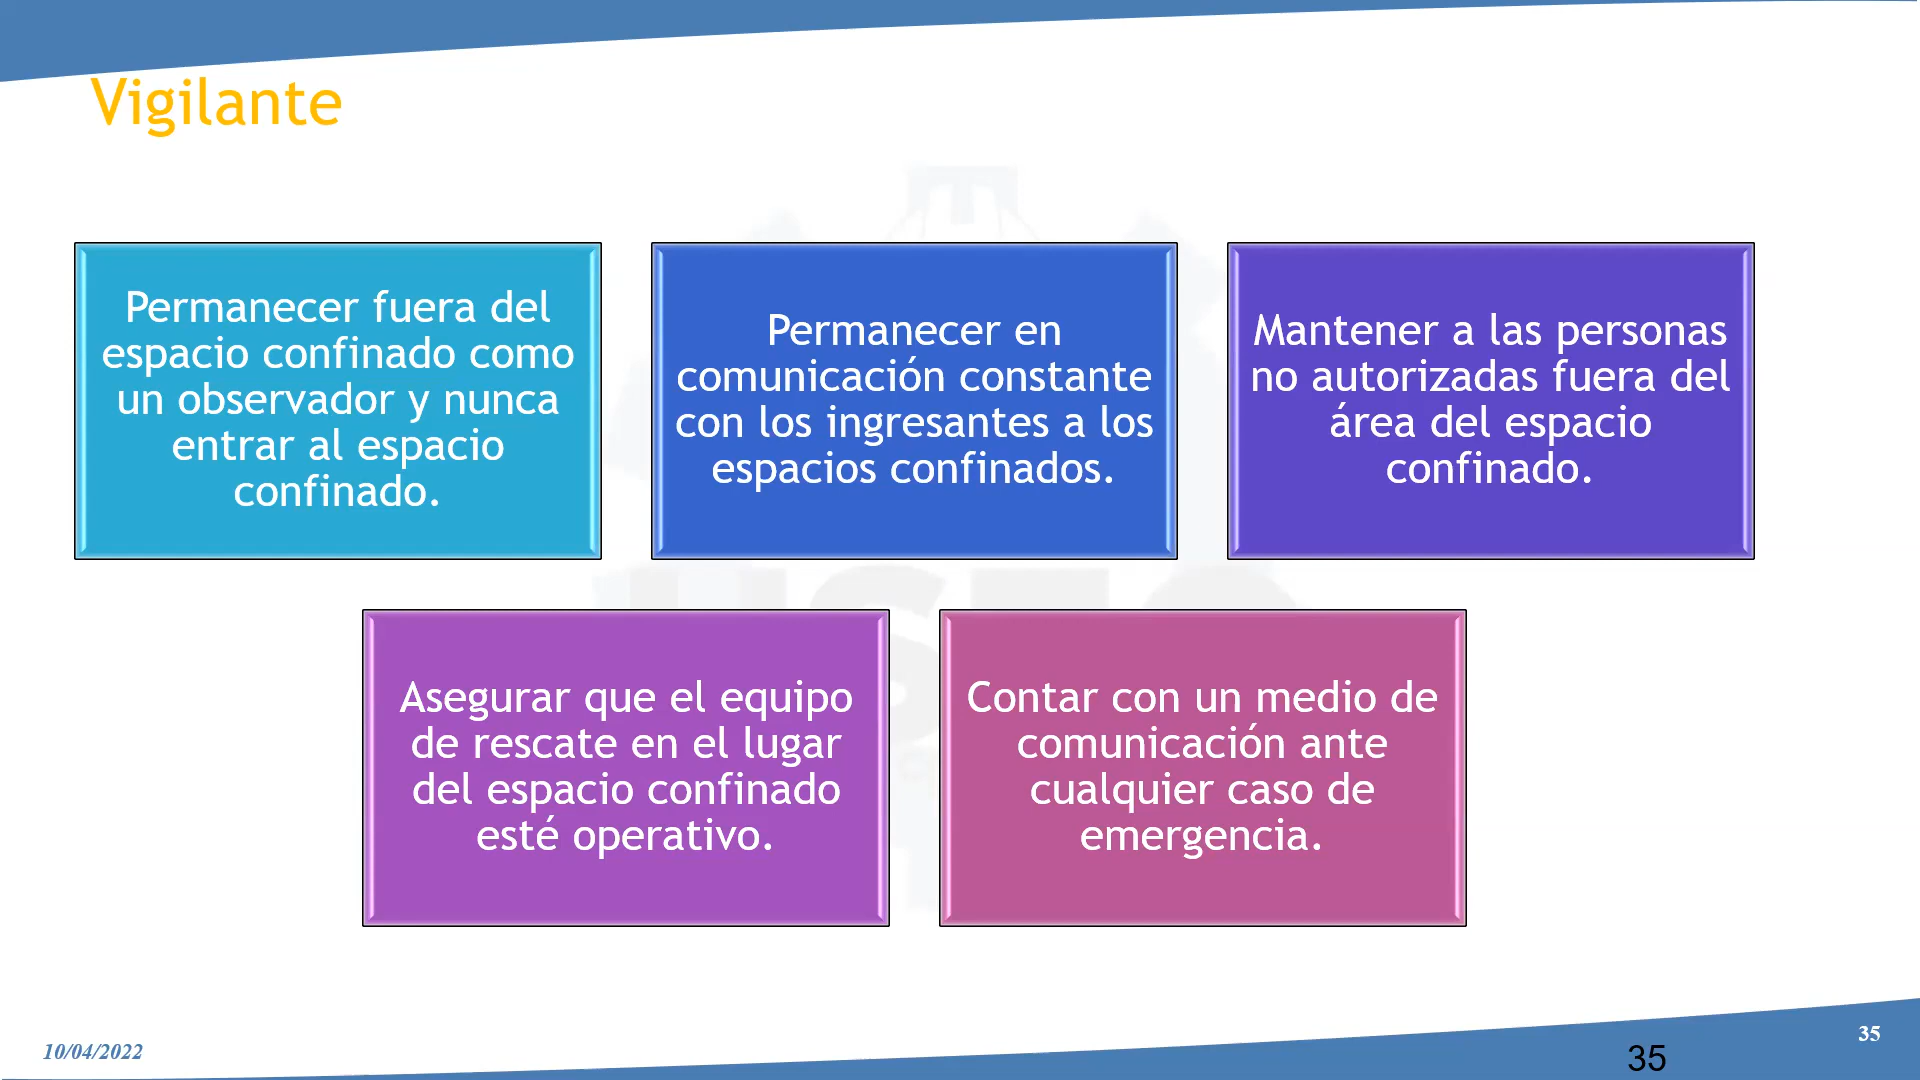 Vigilante
Permanecer fuera del
espacio confinado como
un observador y nunca
entrar al espacio
confinado.
Permanecer en
comunicación constante
con los ingresantes a los
espacios confinados.
Mantener a las personas
no autorizadas fuera del
área del espacio
confinado.
Asegurar que el equipo
de rescate en el lugar
del espacio confinado
esté operativo.
Contar con un medio de
comunicación ante
cualquier caso de
emergencia.
10/04/2022
35
35